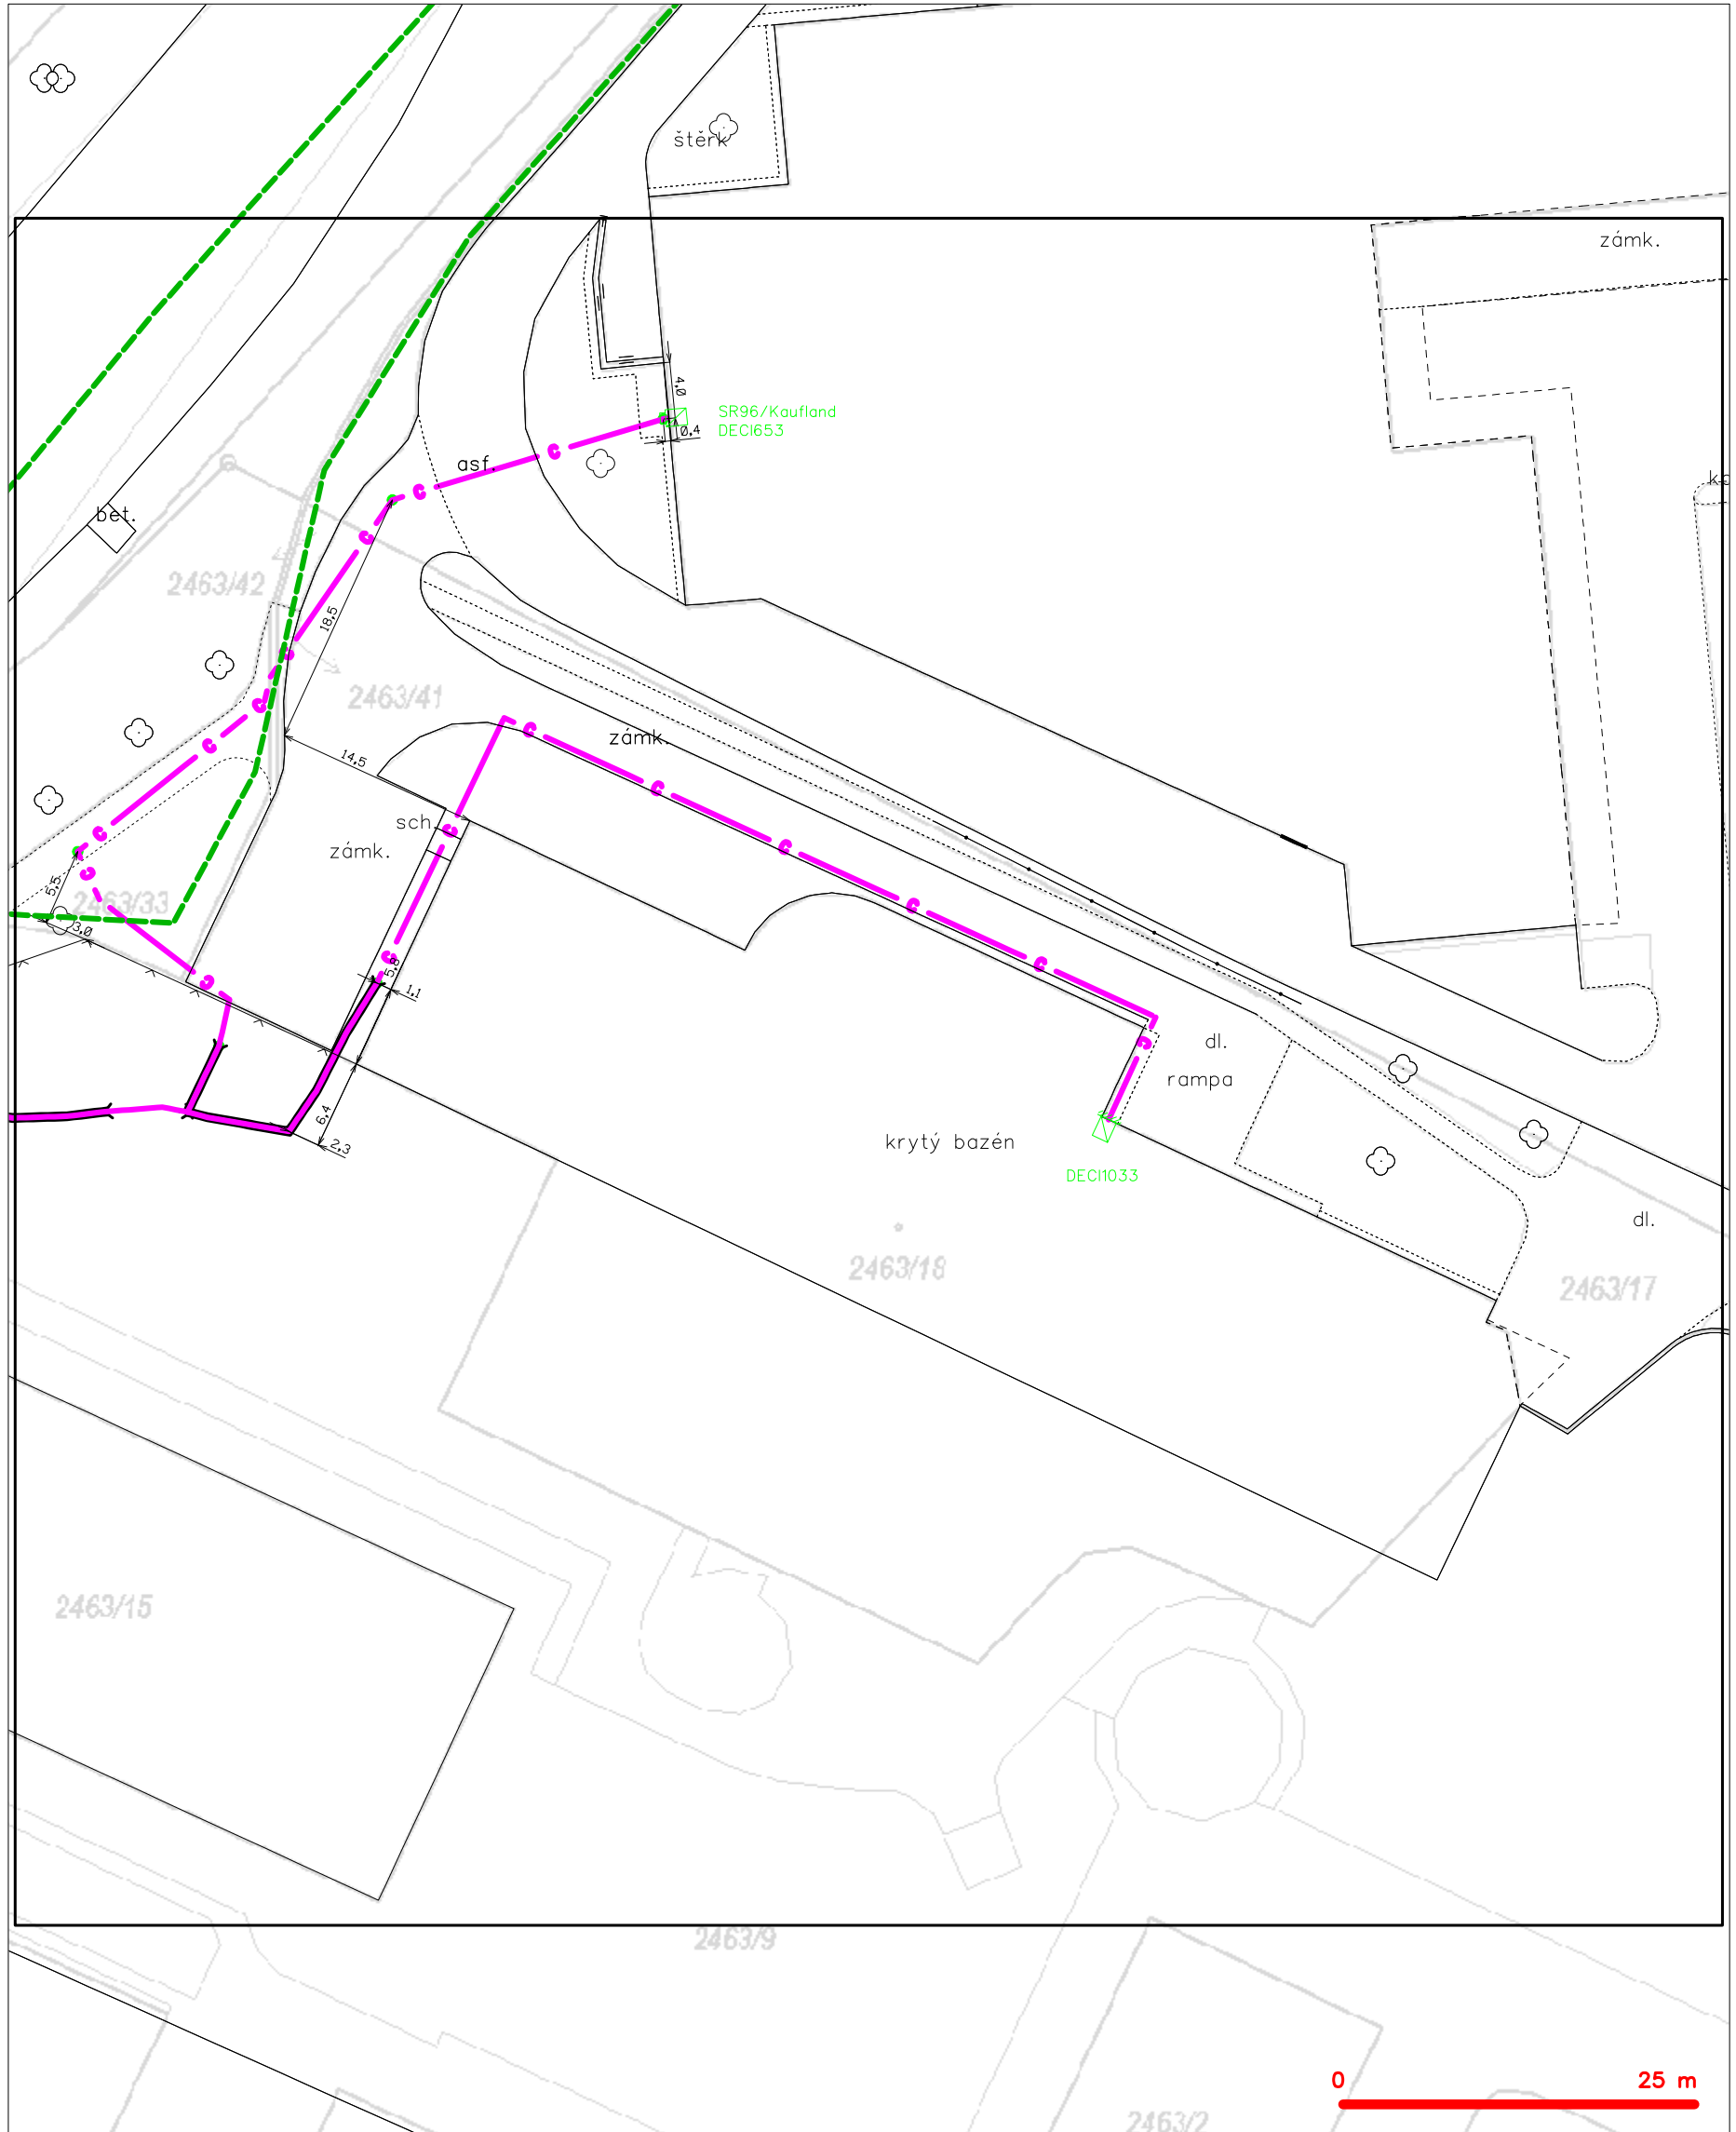 štěrk
zámk.
4,0
SR96/Kaufland
DECI653
0,4
asf.
bet.
2463/42
18,5
2463/41
zámk.
14,5
sch.
zámk.
5,5
2463/33
3,0
5,8
1,1
dl.
rampa
6,4
2,3
krytý bazén
DECI1033
dl.
2463/18
2463/17
2463/15
2463/9
0 25 m
2463/2